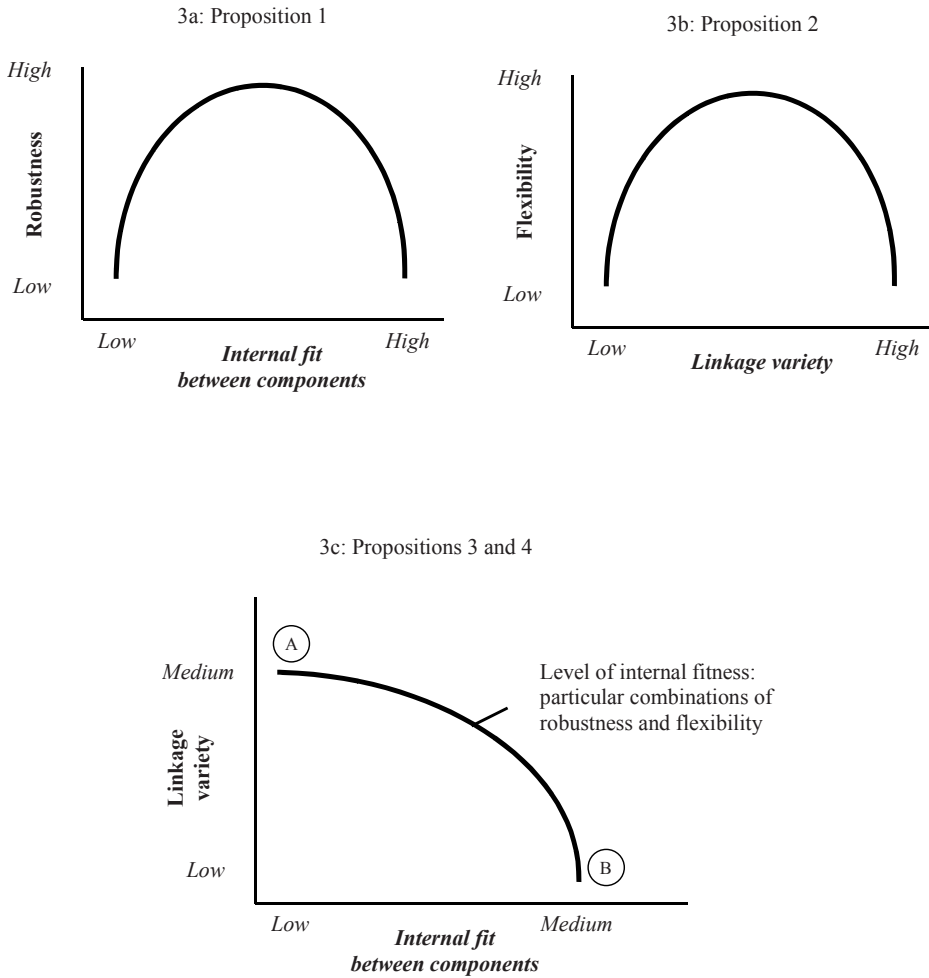 3a: Proposition 1
High
Robustness
Low
Low
High
Internal fit
between components
3b: Proposition 2
High
Flexibility
Low
Low
High
Linkage variety
3c: Propositions 3 and 4
A
Medium
Level of internal fitness:
particular combinations of
robustness and flexibility
Linkage
variety
Low
B
Low
Medium
Internal fit
between components